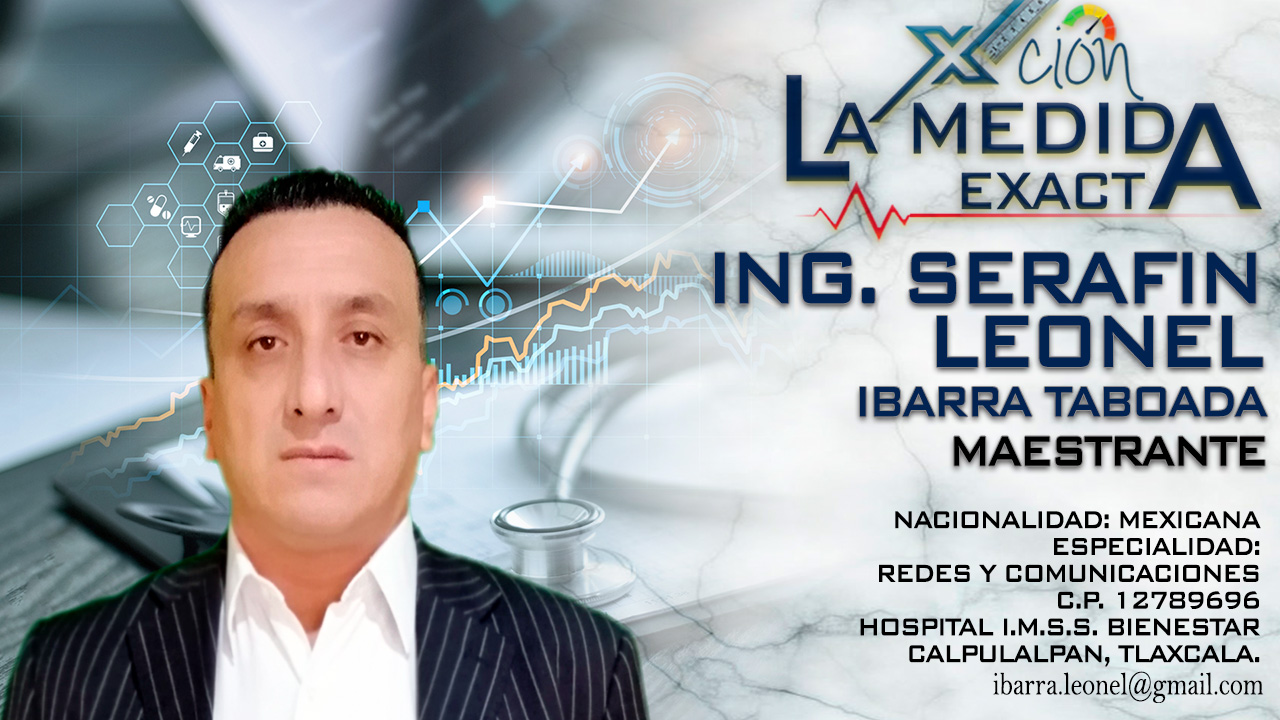 Xción
LA MEDIDA
EXACTA
ING. SERAFIN
LEONEL
IBARRA TABOADA
MAESTRANTE
NACIONALIDAD: MEXICANA
ESPECIALIDAD:
REDES Y COMUNICACIONES
C.P. 12789696
HOSPITAL I.M.S.S. BIENESTAR
CALPULALPAN, TLAXCALA.
ibarra.leonel@gmail.com